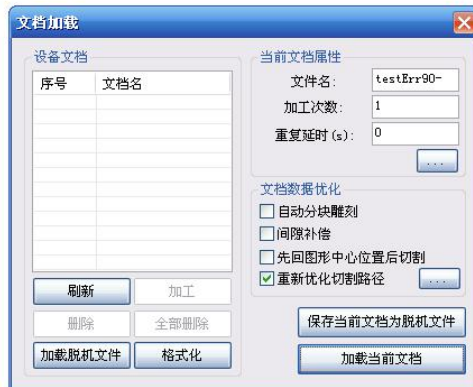 文档加载
设备文档
序号 文档名
刷新 加工
删除 全部删除
加载脱机文件 格式化
当前文档属性
文件名: testErr90-
加工次数: 1
重复延时(s): 0
...
文档数据优化
自动分块雕刻
间隙补偿
先回图形中心位置后切割
重新优化切割路径 ...
保存当前文档为脱机文件
加载当前文档